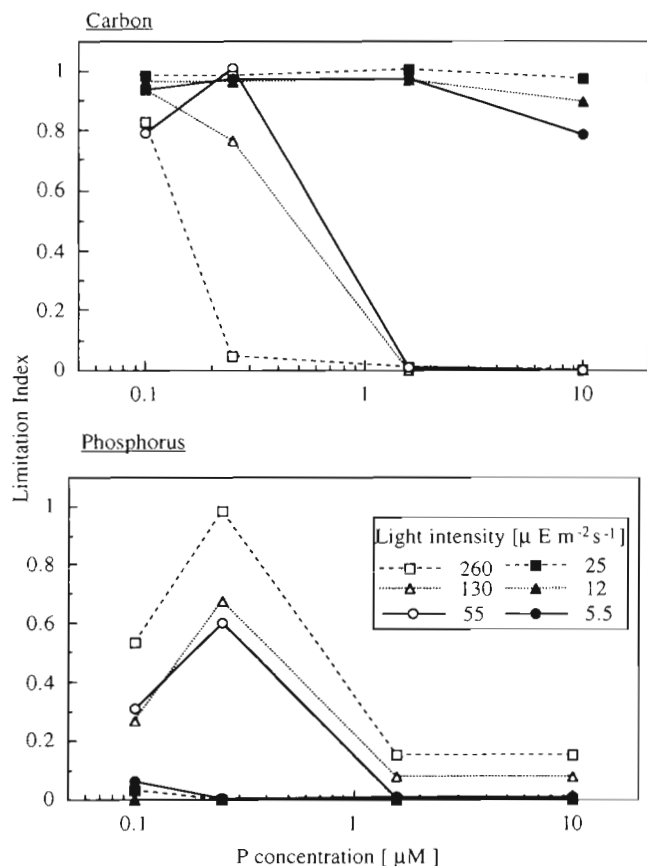 Carbon
1
0.8
0.6
0.4
0.2
0
0.1 1 10
Limitation Index
Phosphorus
1
0.8
0.6
0.4
0.2
0
Light intensity [μ E m⁻² s⁻¹]
260 25
130 12
55 5.5
0.1 1 10
P concentration [ μM ]